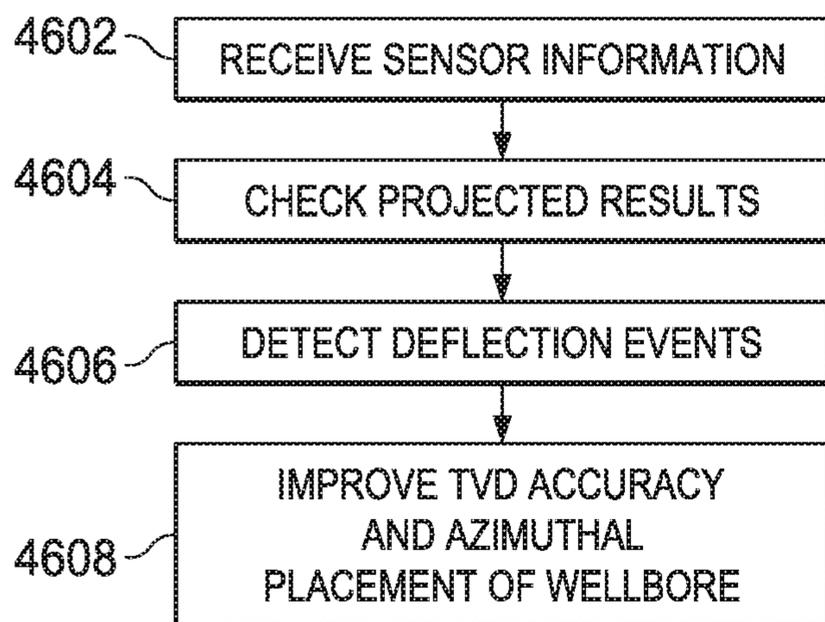 4602
RECEIVE SENSOR INFORMATION
4604
CHECK PROJECTED RESULTS
4606
DETECT DEFLECTION EVENTS
4608
IMPROVE TVD ACCURACY
AND AZIMUTHAL
PLACEMENT OF WELLBORE